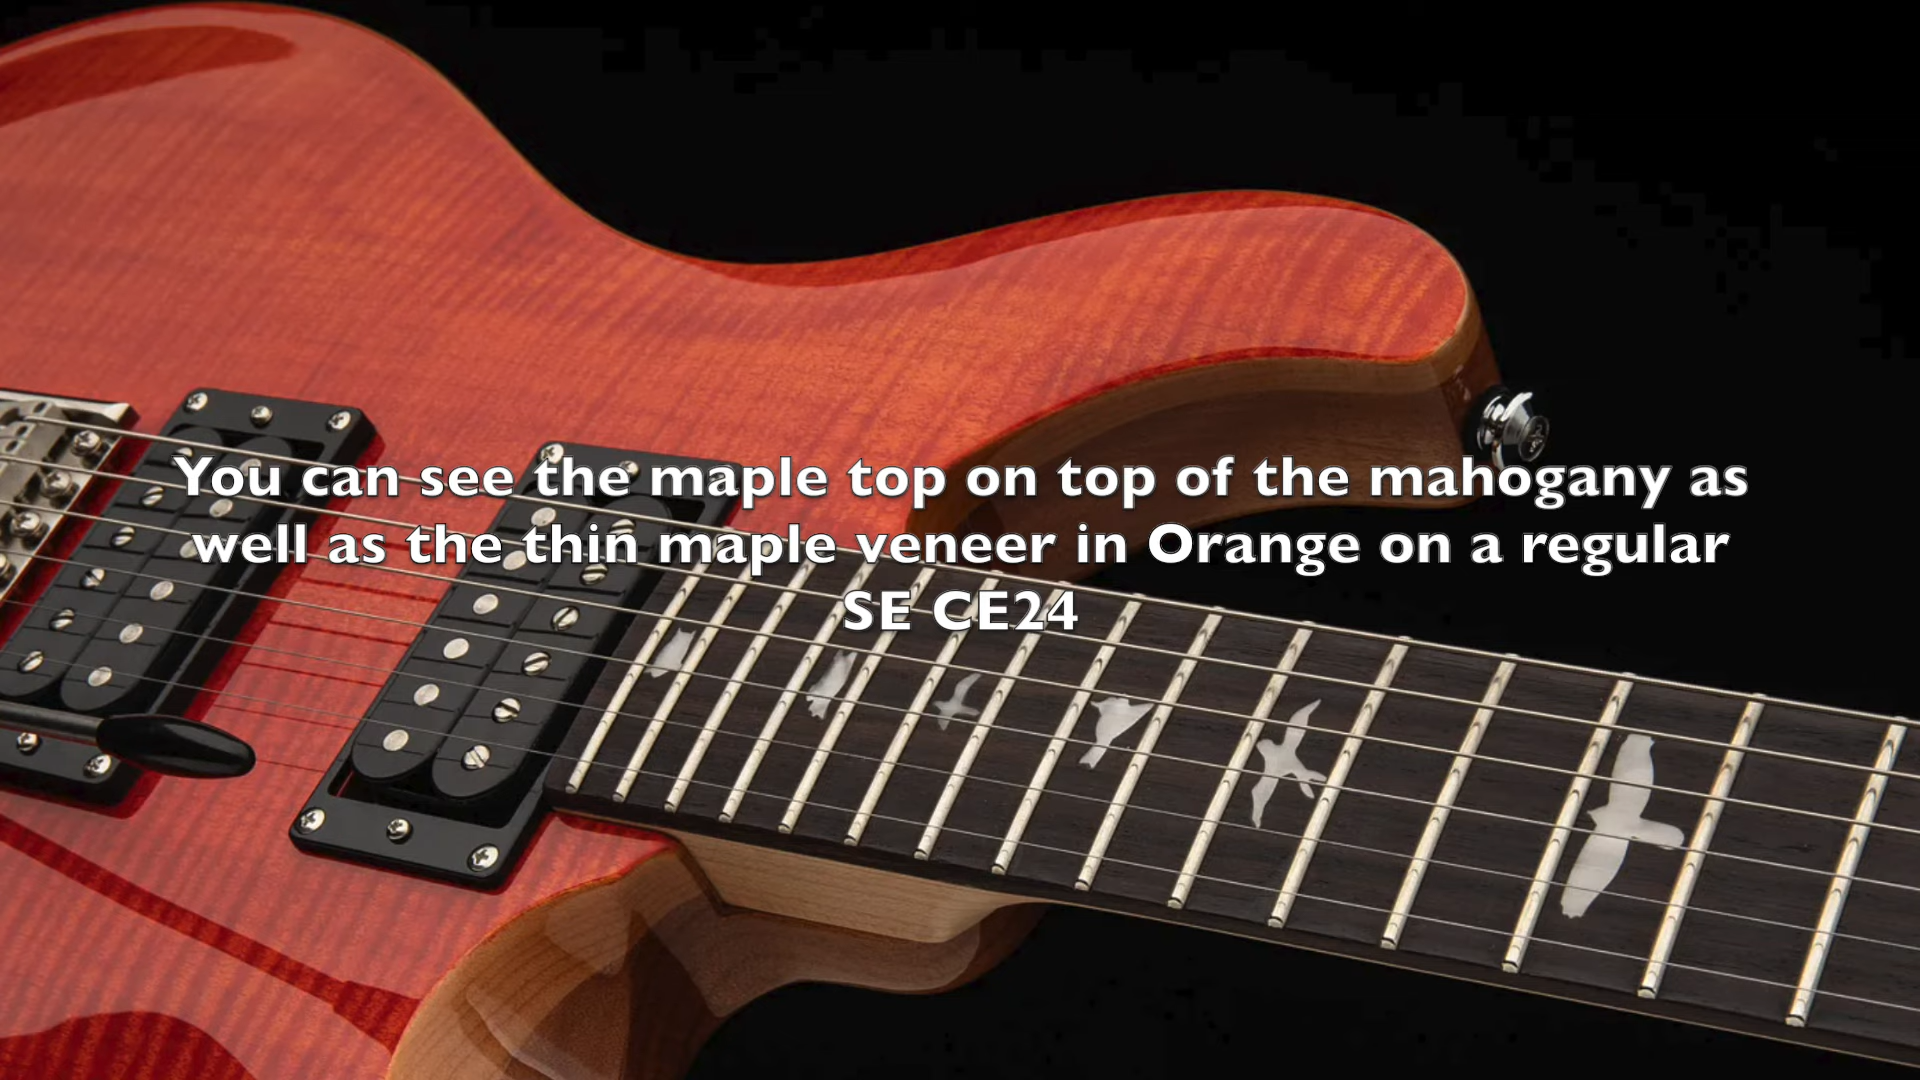 You can see the maple top on top of the mahogany as
well as the thin maple veneer in Orange on a regular
SE CE24